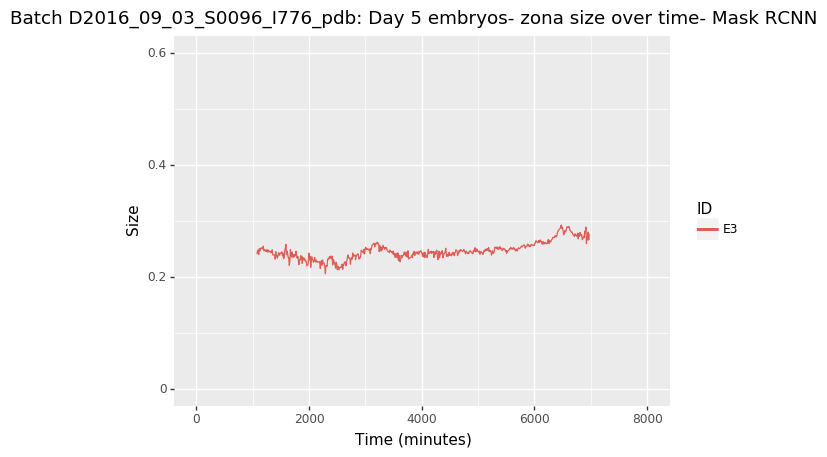 Batch D2016_09_03_S0096_I776_pdb: Day 5 embryos- zona size over time- Mask RCNN
0.6
0.4
0.2
0
Size
0 2000 4000 6000 8000
Time (minutes)
ID
E3